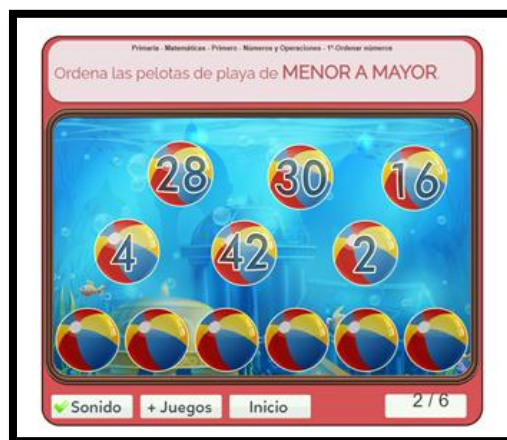 Primaria - Matemáticas - Primero - Números y Operaciones - 1º-Ordenar números
Ordena las pelotas de playa de MENOR A MAYOR.
28 30 16
4 42 2
Sonido + Juegos Inicio 2 / 6